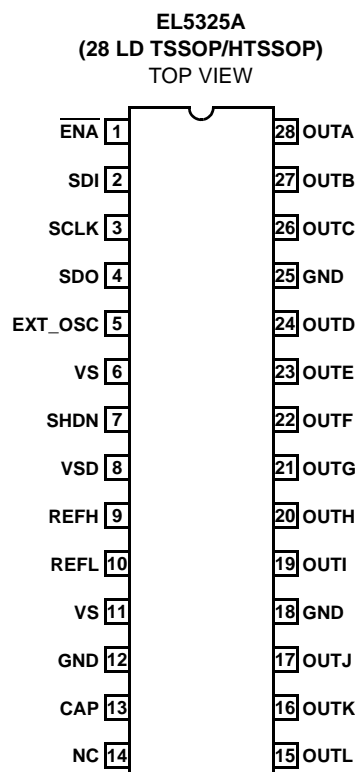 EL5325A
(28 LD TSSOP/HTSSOP)
TOP VIEW
E̅N̅A̅ 1 28 OUTA
SDI 2 27 OUTB
SCLK 3 26 OUTC
SDO 4 25 GND
EXT_OSC 5 24 OUTD
VS 6 23 OUTE
SHDN 7 22 OUTF
VSD 8 21 OUTG
REFH 9 20 OUTH
REFL 10 19 OUTI
VS 11 18 GND
GND 12 17 OUTJ
CAP 13 16 OUTK
NC 14 15 OUTL